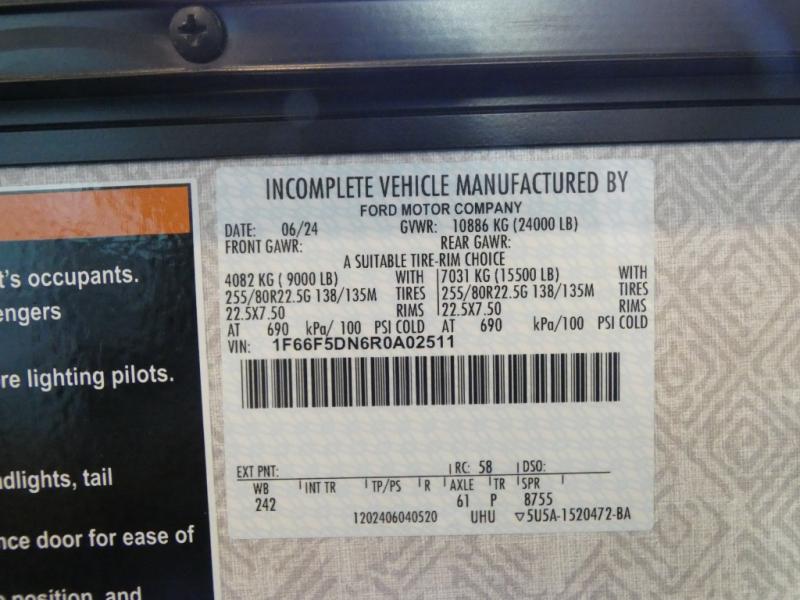 t's occupants.
engers
re lighting pilots.
dlights, tail
nce door for ease of
position, and
INCOMPLETE VEHICLE MANUFACTURED BY
FORD MOTOR COMPANY
DATE: 06/24 GVWR: 10886 KG (24000 LB)
FRONT GAWR: REAR GAWR:
A SUITABLE TIRE-RIM CHOICE
4082 KG ( 9000 LB) WITH 7031 KG (15500 LB) WITH
255/80R22.5G 138/135M TIRES 255/80R22.5G 138/135M TIRES
22.5X7.50 RIMS 22.5X7.50 RIMS
AT 690 kPa/ 100 PSI COLD AT 690 kPa/100 PSI COLD
VIN: 1F66F5DN6R0A02511
EXT PNT: RC: 58 DSO:
WB INT TR TP/PS R AXLE TR SPR
242 61 P 8755
1202406040520 UHU ▽5U5A-1520472-BA